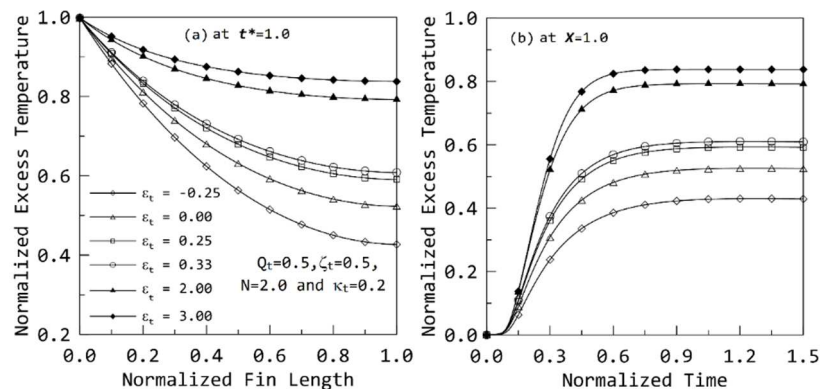 (a) at t*=1.0
Normalized Excess Temperature
1.0
0.8
0.6
0.4
0.2
εt = -0.25
εt = 0.00
εt = 0.25
εt = 0.33
εt = 2.00
εt = 3.00
Qt=0.5,ζt=0.5,
N=2.0 and κt=0.2
0.0 0.2 0.4 0.6 0.8 1.0
Normalized Fin Length
(b) at X=1.0
Normalized Excess Temperature
1.0
0.8
0.6
0.4
0.2
0.0
0.0 0.3 0.6 0.9 1.2 1.5
Normalized Time